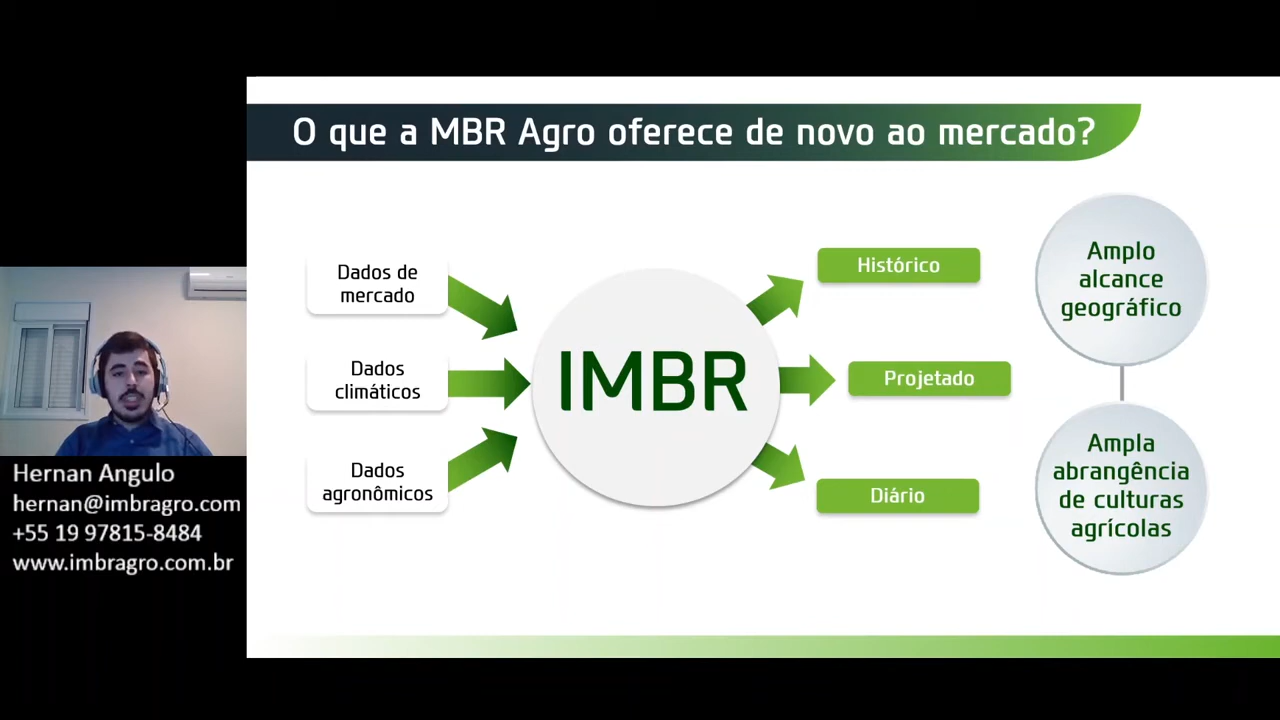 O que a MBR Agro oferece de novo ao mercado?
Dados de
mercado
Dados
climáticos
Dados
agronômicos
IMBR
Histórico
Projetado
Diário
Amplo
alcance
geográfico
Ampla
abrangência
de culturas
agrícolas
Hernan Angulo
hernan@imbragro.com
+55 19 97815-8484
www.imbragro.com.br